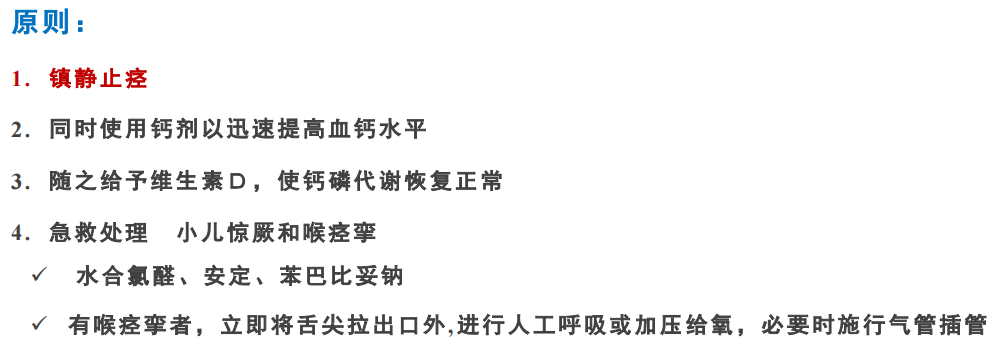 原则：
1. 镇静止痉
2. 同时使用钙剂以迅速提高血钙水平
3. 随之给予维生素Ｄ，使钙磷代谢恢复正常
4. 急救处理　小儿惊厥和喉痉挛
✓ 水合氯醛、安定、苯巴比妥钠
✓ 有喉痉挛者，立即将舌尖拉出口外,进行人工呼吸或加压给氧，必要时施行气管插管